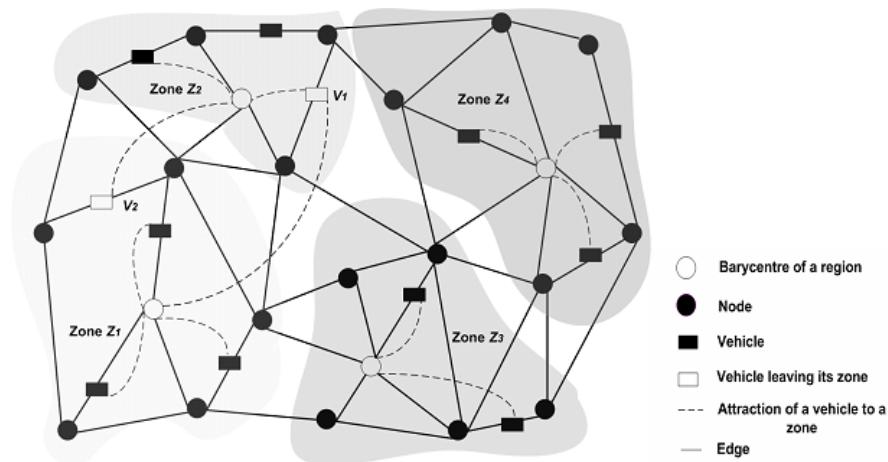 Zone Z2
V1
Zone Z4
V2
Zone Z1
Zone Z3
Barycentre of a region
Node
Vehicle
Vehicle leaving its zone
Attraction of a vehicle to a
zone
Edge